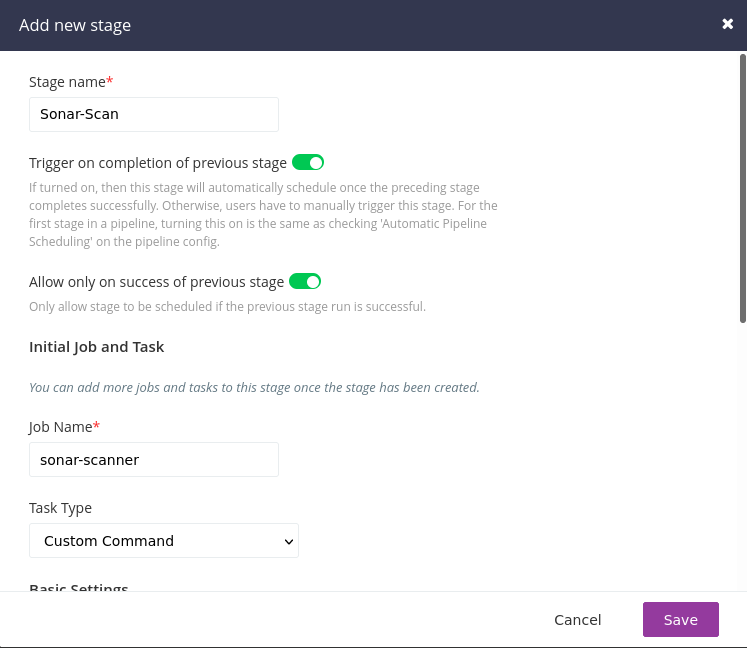 Add new stage
Stage name*
Sonar-Scan
Trigger on completion of previous stage
If turned on, then this stage will automatically schedule once the preceding stage
completes successfully. Otherwise, users have to manually trigger this stage. For the
first stage in a pipeline, turning this on is the same as checking 'Automatic Pipeline
Scheduling' on the pipeline config.
Allow only on success of previous stage
Only allow stage to be scheduled if the previous stage run is successful.
Initial Job and Task
You can add more jobs and tasks to this stage once the stage has been created.
Job Name*
sonar-scanner
Task Type
Custom Command
Basic Settings
Cancel
Save